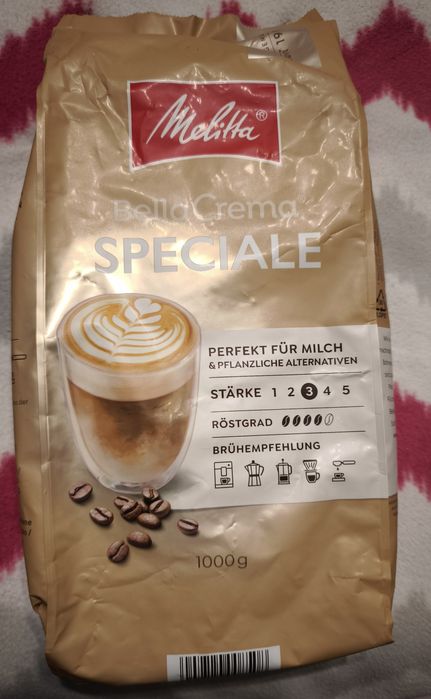 Melitta®
BellaCrema
SPECIALE
PERFEKT FÜR MILCH
& PFLANZLICHE ALTERNATIVEN
STÄRKE 1 2 3 4 5
RÖSTGRAD
BRÜHEMPFEHLUNG
1000g